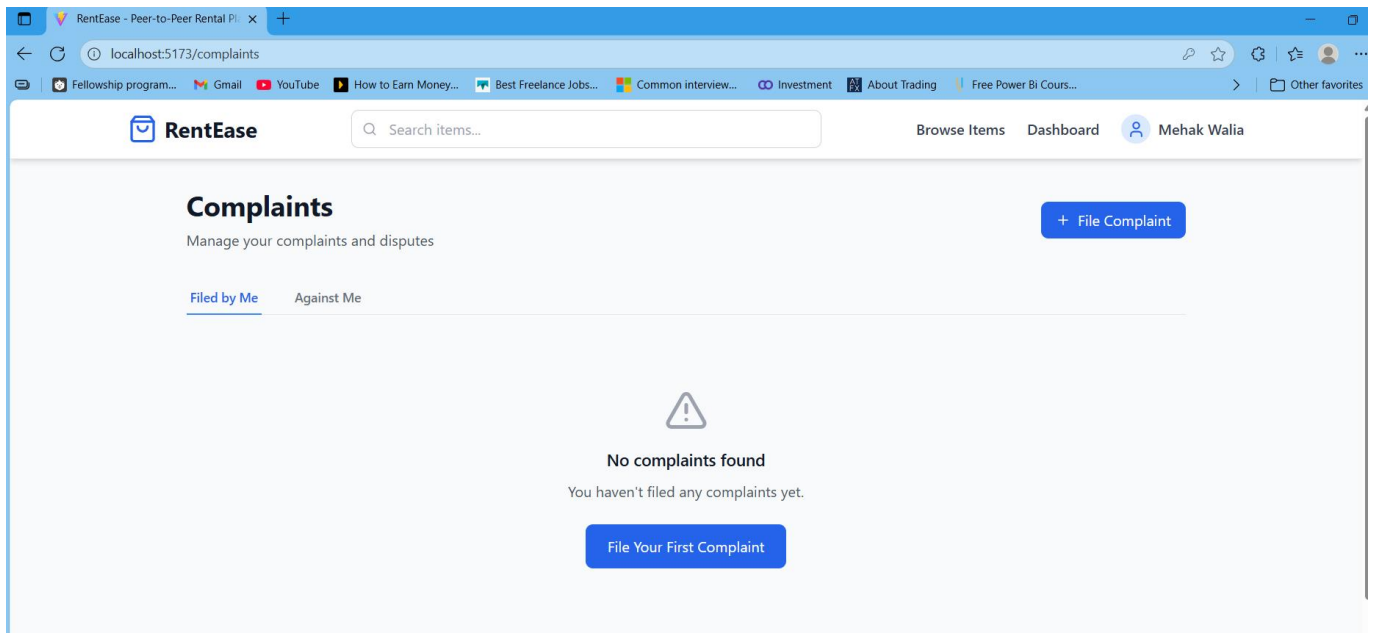 RentEase - Peer-to-Peer Rental Pl
localhost:5173/complaints
Fellowship program... Gmail YouTube How to Earn Money... Best Freelance Jobs... Common interview... Investment About Trading Free Power Bi Cours... Other favorites
RentEase Search items... Browse Items Dashboard Mehak Walia
Complaints
+ File Complaint
Manage your complaints and disputes
Filed by Me Against Me
No complaints found
You haven't filed any complaints yet.
File Your First Complaint